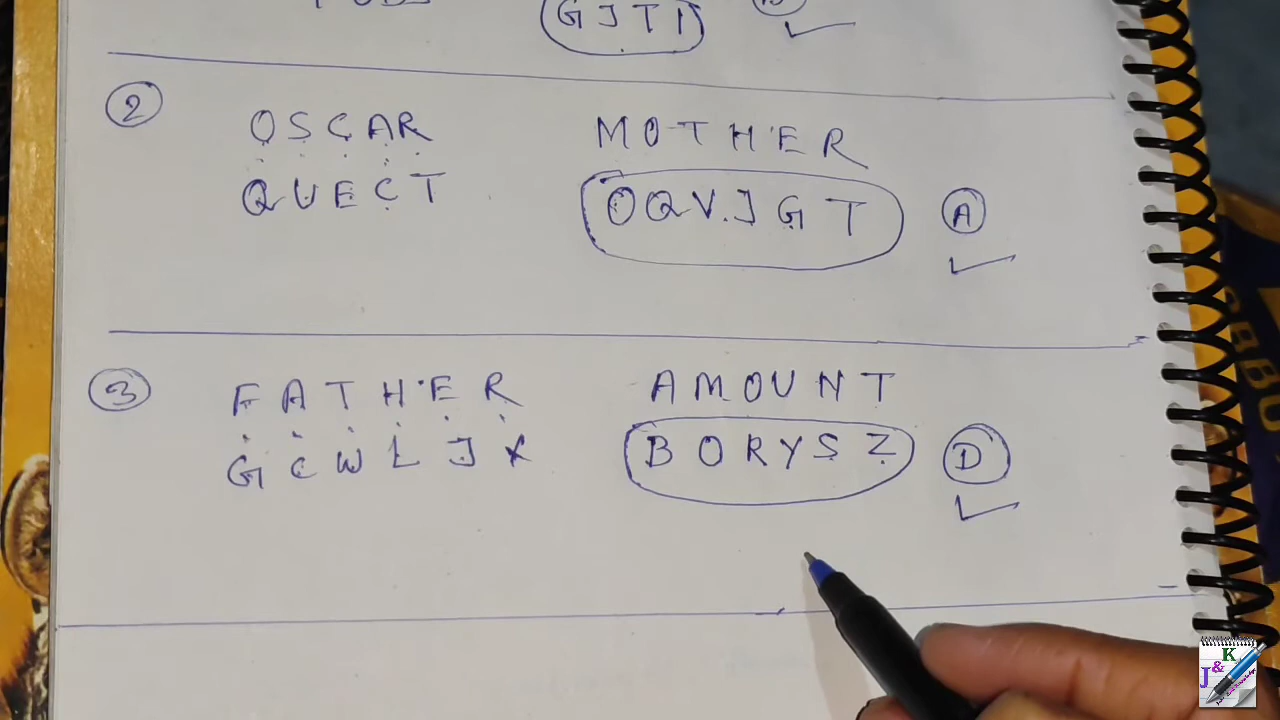 GJTI
② OSCAR MOTHER
QUECT OQVJGT Ⓐ
③ FATHER AMOUNT
GCWLJX BORYSZ Ⓓ
J&K